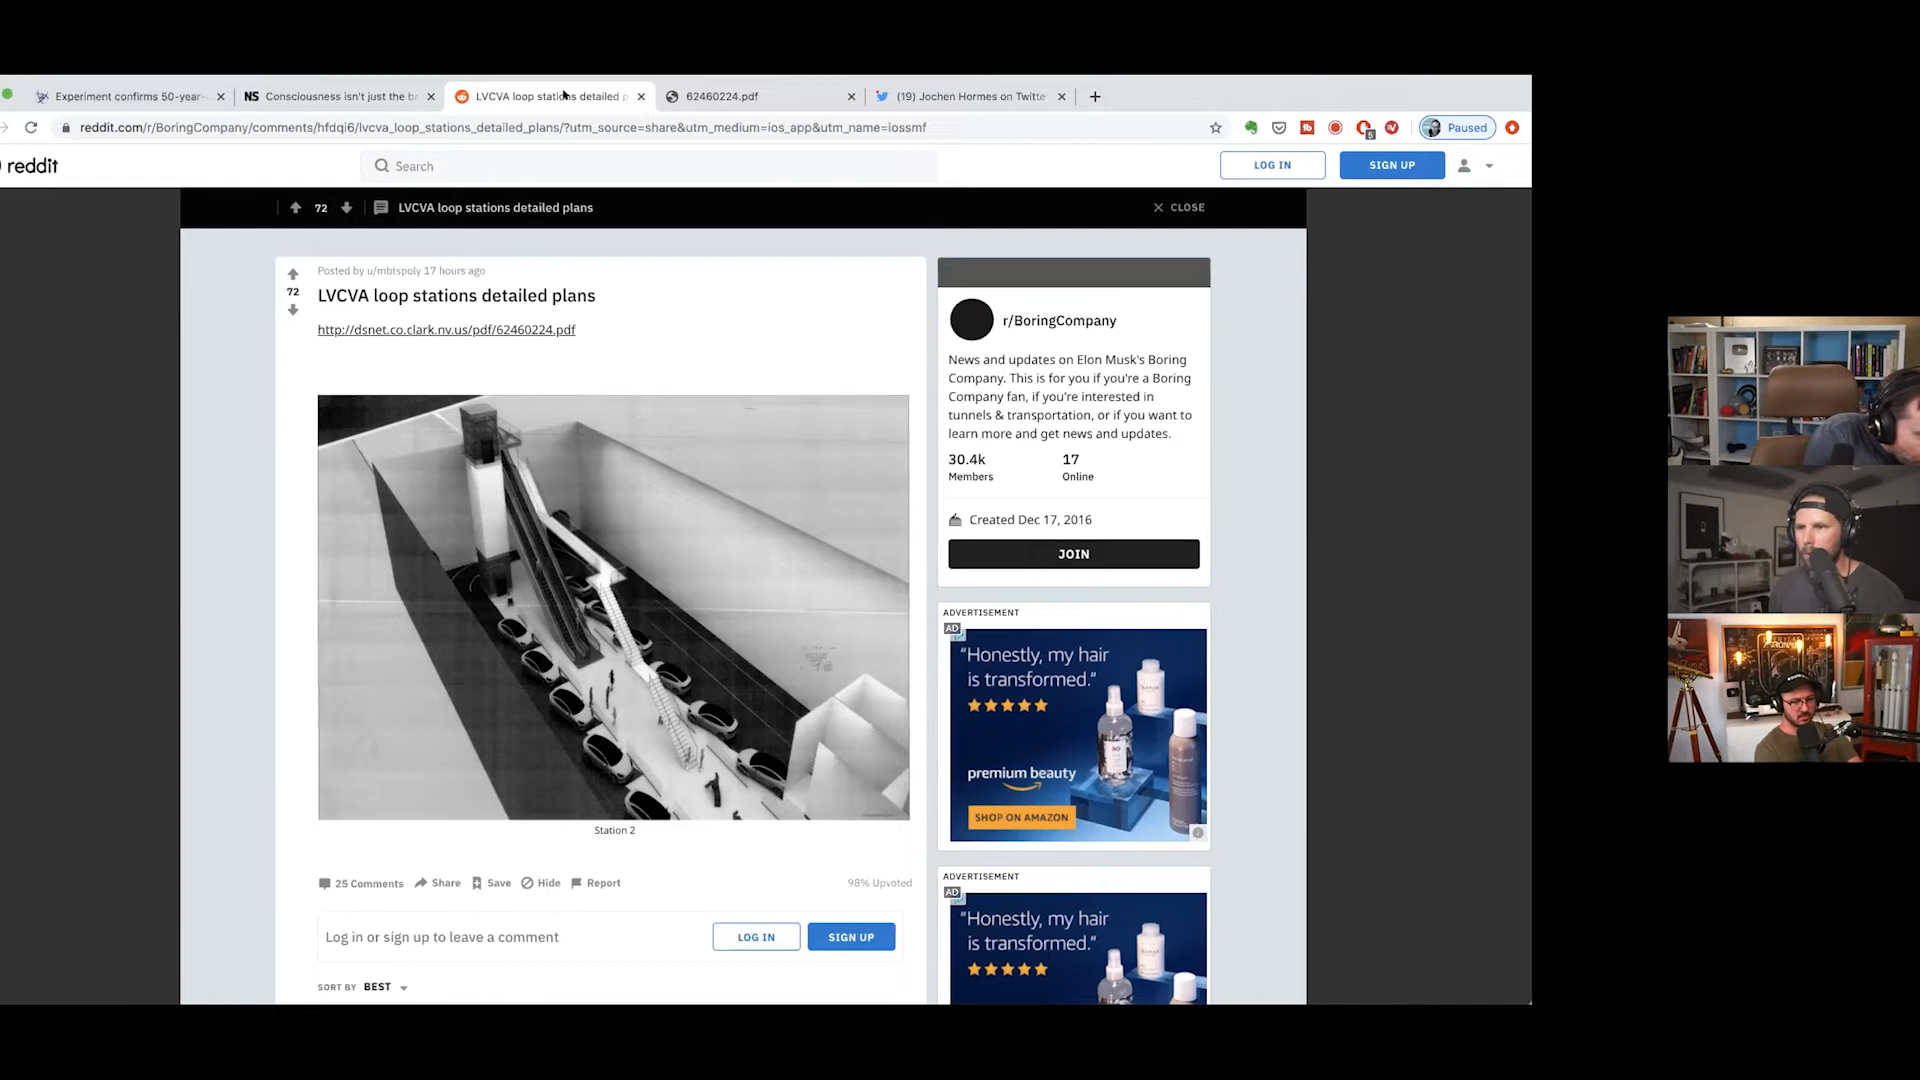 Experiment confirms 50-year-
NS Consciousness isn't just the br
LVCVA loop stations detailed p
62460224.pdf
(19) Jochen Hormes on Twitte
reddit.com/r/BoringCompany/comments/hfdqi6/lvcva_loop_stations_detailed_plans/?utm_source=share&utm_medium=ios_app&utm_name=iossmf
Paused
reddit
Search
LOG IN
SIGN UP
72
LVCVA loop stations detailed plans
CLOSE
Posted by u/mbtspoly 17 hours ago
72
LVCVA loop stations detailed plans
http://dsnet.co.clark.nv.us/pdf/62460224.pdf
Station 2
25 Comments
Share
Save
Hide
Report
98% Upvoted
Log in or sign up to leave a comment
LOG IN
SIGN UP
SORT BY BEST
r/BoringCompany
News and updates on Elon Musk's Boring
Company. This is for you if you're a Boring
Company fan, if you're interested in
tunnels & transportation, or if you want to
learn more and get news and updates.
30.4k
Members
17
Online
Created Dec 17, 2016
JOIN
ADVERTISEMENT
AD
"Honestly, my hair
is transformed."
premium beauty
SHOP ON AMAZON
ADVERTISEMENT
AD
"Honestly, my hair
is transformed."